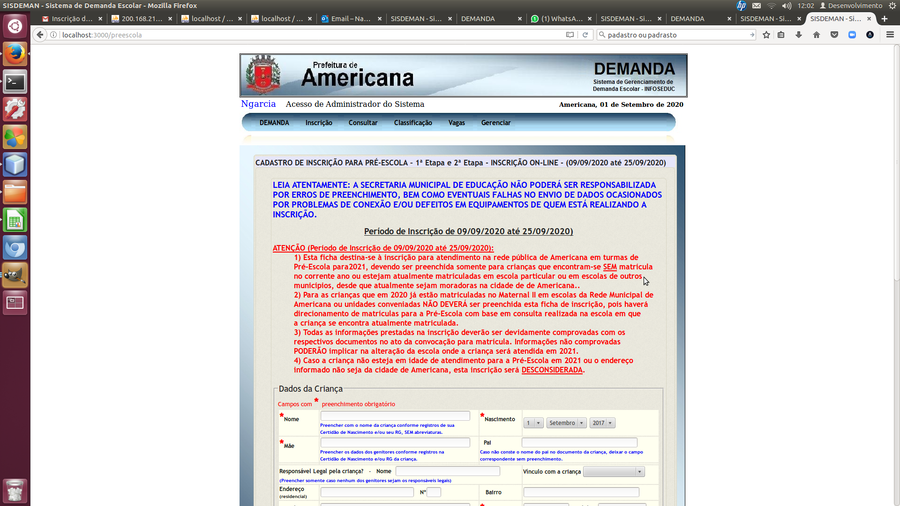 SISDEMAN - Sistema de Demanda Escolar - Mozilla Firefox
12:02 Desenvolvimento
Inscrição d...
200.168.21...
localhost / ...
localhost / ...
Email – Na...
SISDEMAN - Si...
DEMANDA
(1) WhatsA...
SISDEMAN - Si...
DEMANDA
SISDEMAN - Si...
SISDEMAN - Si...
localhost:3000/preescola
padastro ou padrasto
Prefeitura de
Americana
DEMANDA
Sistema de Gerenciamento de
Demanda Escolar - INFOSEDUC
Ngarcia Acesso de Administrador do Sistema
Americana, 01 de Setembro de 2020
DEMANDA Inscrição Consultar Classificação Vagas Gerenciar
CADASTRO DE INSCRIÇÃO PARA PRÉ-ESCOLA - 1ª Etapa e 2ª Etapa - INSCRIÇÃO ON-LINE - (09/09/2020 até 25/09/2020)
LEIA ATENTAMENTE: A SECRETARIA MUNICIPAL DE EDUCAÇÃO NÃO PODERÁ SER RESPONSABILIZADA
POR ERROS DE PREENCHIMENTO, BEM COMO EVENTUAIS FALHAS NO ENVIO DE DADOS OCASIONADOS
POR PROBLEMAS DE CONEXÃO E/OU DEFEITOS EM EQUIPAMENTOS DE QUEM ESTÁ REALIZANDO A
INSCRIÇÃO.
Período de Inscrição de 09/09/2020 até 25/09/2020)
ATENÇÃO (Período de Inscrição de 09/09/2020 até 25/09/2020):
1) Esta ficha destina-se à inscrição para atendimento na rede pública de Americana em turmas de
Pré-Escola para2021, devendo ser preenchida somente para crianças que encontram-se SEM matrícula
no corrente ano ou estejam atualmente matriculadas em escola particular ou em escolas de outros
municípios, desde que atualmente sejam moradoras na cidade de de Americana..
2) Para as crianças que em 2020 já estão matriculadas no Maternal II em escolas da Rede Municipal de
Americana ou unidades conveniadas NÃO DEVERÁ ser preenchida esta ficha de inscrição, pois haverá
direcionamento de matrículas para a Pré-Escola com base em consulta realizada na escola em que
a criança se encontra atualmente matriculada.
3) Todas as informações prestadas na inscrição deverão ser devidamente comprovadas com os
respectivos documentos no ato da convocação para matrícula. Informações não comprovadas
PODERÃO implicar na alteração da escola onde a criança será atendida em 2021.
4) Caso a criança não esteja em idade de atendimento para a Pré-Escola em 2021 ou o endereço
informado não seja da cidade de Americana, esta inscrição será DESCONSIDERADA.
Dados da Criança
Campos com * preenchimento obrigatório
*Nome
Preencher com o nome da criança conforme registros de sua
Certidão de Nascimento e/ou seu RG, SEM abreviaturas.
*Nascimento 1 Setembro 2017
*Mãe
Preencher os dados dos genitores conforme registros na
Certidão de Nascimento e/ou RG da criança.
Pai
Caso não conste o nome do pai no documento da criança, deixar o campo
correspondente sem preenchimento.
Responsável Legal pela criança? - Nome
(Preencher somente caso nenhum dos genitores sejam os responsáveis legais)
Vínculo com a criança
Endereço
(residencial)
Nº
Bairro